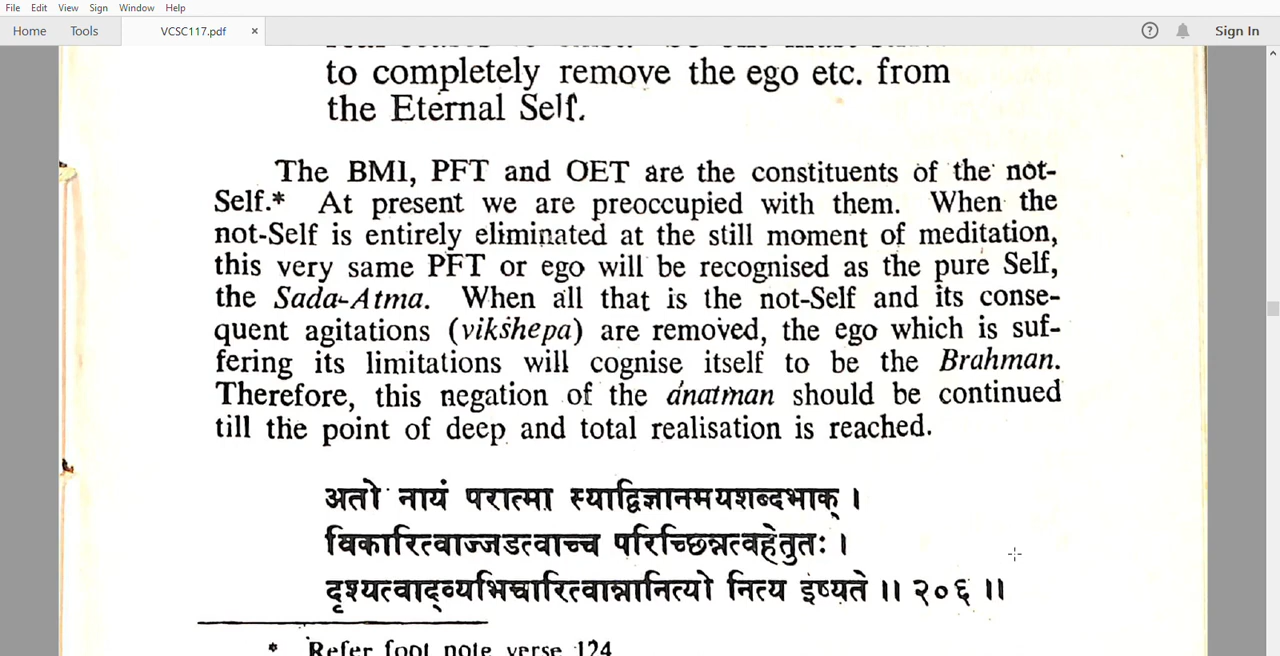 File Edit View Sign Window Help
Home Tools VCSC117.pdf × Sign In
to completely remove the ego etc. from
the Eternal Self.
The BMI, PFT and OET are the constituents of the not-
Self.* At present we are preoccupied with them. When the
not-Self is entirely eliminated at the still moment of meditation,
this very same PFT or ego will be recognised as the pure Self,
the Sada-Atma. When all that is the not-Self and its conse-
quent agitations (vikshepa) are removed, the ego which is suf-
fering its limitations will cognise itself to be the Brahman.
Therefore, this negation of the anatman should be continued
till the point of deep and total realisation is reached.
अतो नायं परात्मा स्याद्विज्ञानमयशब्दभाक् ।
विकारित्वाज्जडत्वाच्च परिच्छिन्नत्वहेतुतः ।
दृश्यत्वाद्व्यभिचारित्वान्नानित्यो नित्य इष्यते ॥ २०६ ॥
* Refer foot note verse 124